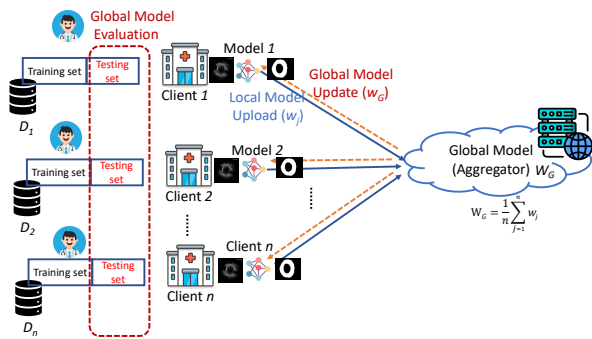 Global Model
Evaluation
Training set
Testing
set
D1
Model 1
Client 1
Global Model
Update (wG)
Local Model
Upload (wj)
Training set
Testing
set
D2
Model 2
Client 2
Global Model
(Aggregator) WG
WG = 1/n ∑ j=1 n wj
Training set
Testing set
Dn
Client n
Client n